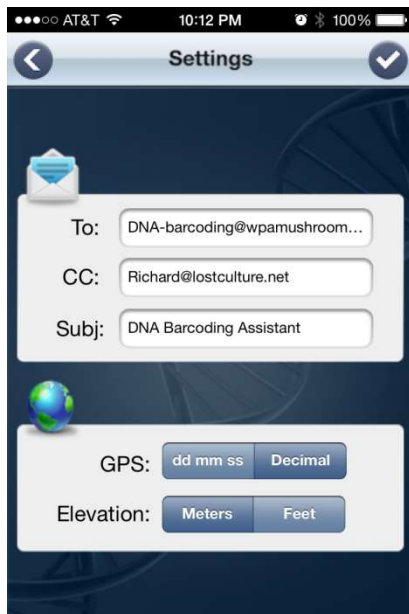 AT&T 10:12 PM 100%
Settings
To: DNA-barcoding@wpamushroom...
CC: Richard@lostculture.net
Subj: DNA Barcoding Assistant
GPS: dd mm ss Decimal
Elevation: Meters Feet